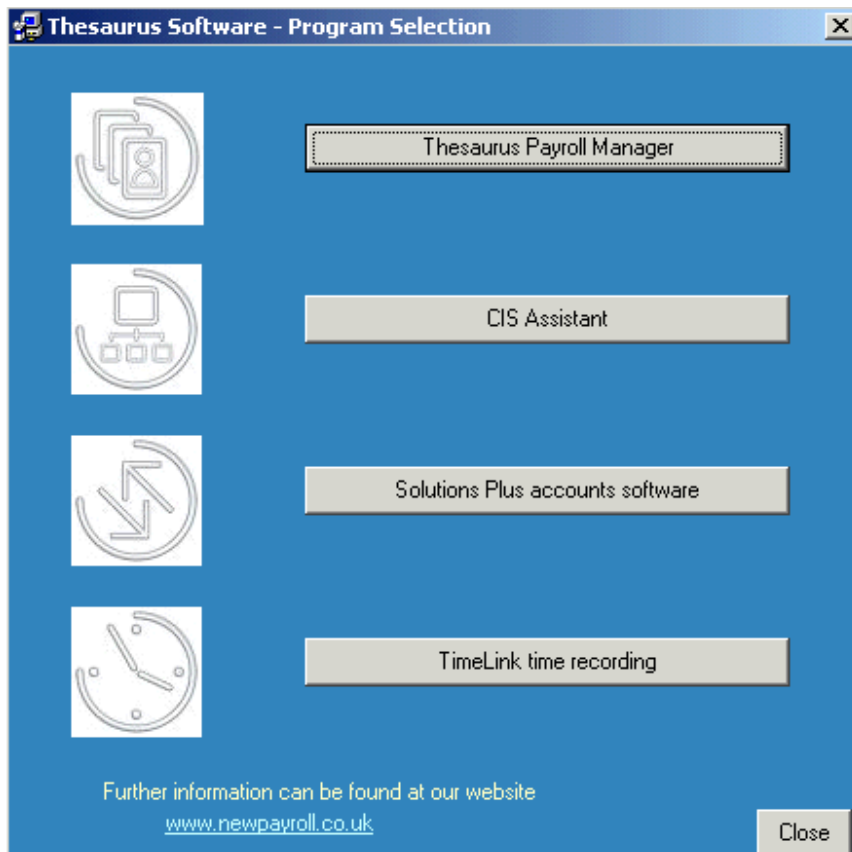 Thesaurus Software - Program Selection
Thesaurus Payroll Manager
CIS Assistant
Solutions Plus accounts software
TimeLink time recording
Further information can be found at our website
www.newpayroll.co.uk
Close